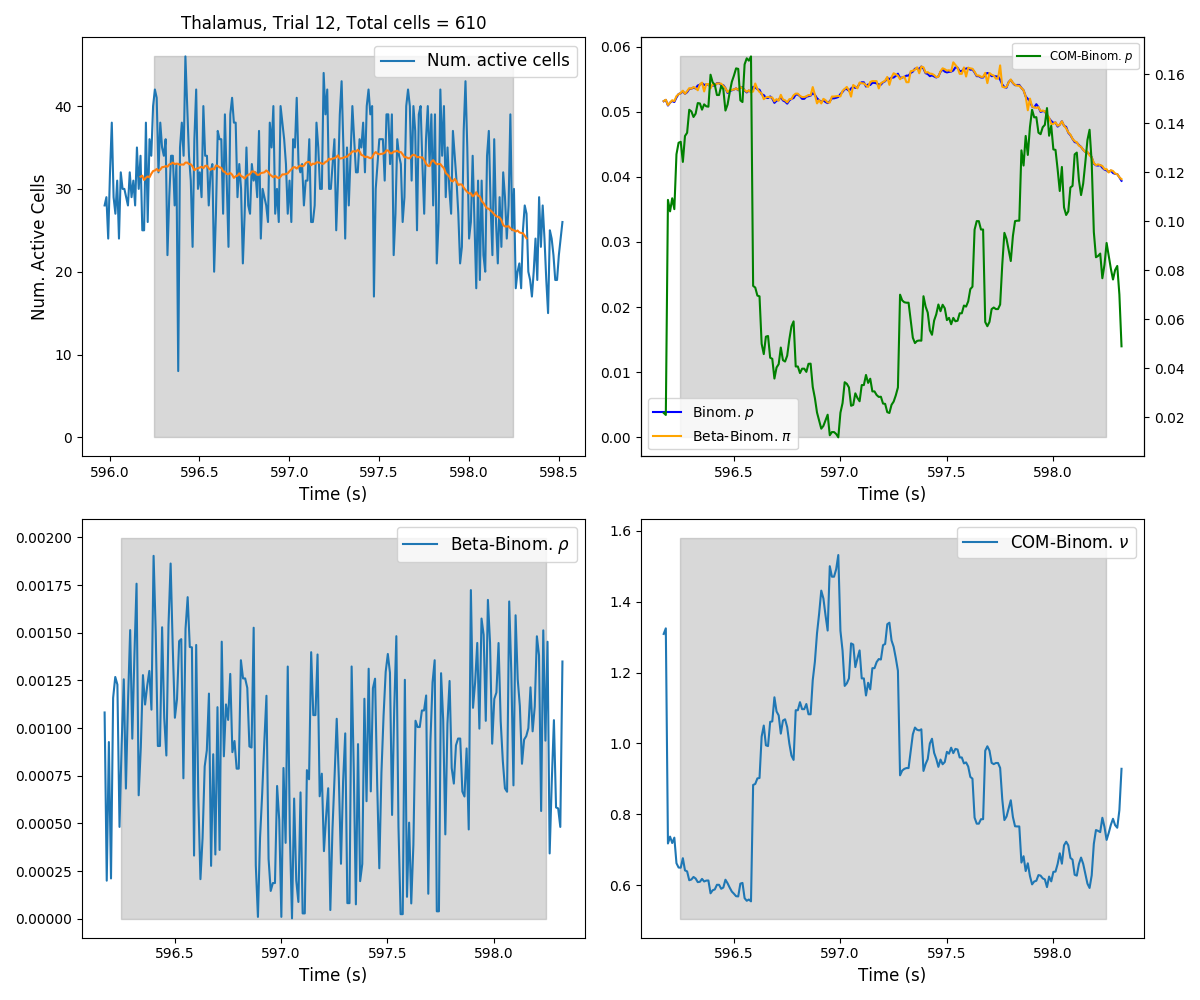 Thalamus, Trial 12, Total cells = 610
Num. active cells
Num. Active Cells
40
30
20
10
0
596.0 596.5 597.0 597.5 598.0 598.5
Time (s)
COM-Binom. p
0.06
0.05
0.04
0.03
0.02
0.01
0.00
0.16
0.14
0.12
0.10
0.08
0.06
0.04
0.02
Binom. p
Beta-Binom. π
596.5 597.0 597.5 598.0
Time (s)
Beta-Binom. ρ
0.00200
0.00175
0.00150
0.00125
0.00100
0.00075
0.00050
0.00025
0.00000
596.5 597.0 597.5 598.0
Time (s)
COM-Binom. ν
1.6
1.4
1.2
1.0
0.8
0.6
596.5 597.0 597.5 598.0
Time (s)